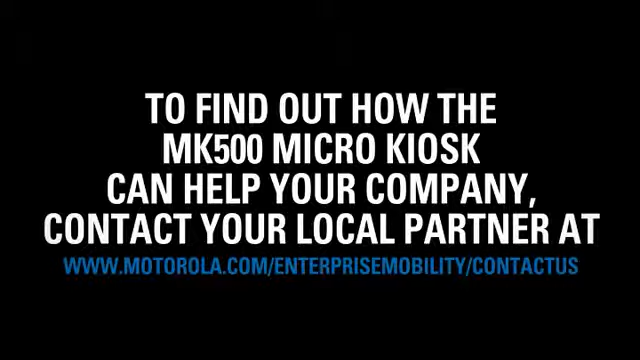 TO FIND OUT HOW THE
MK500 MICRO KIOSK
CAN HELP YOUR COMPANY,
CONTACT YOUR LOCAL PARTNER AT
WWW.MOTOROLA.COM/ENTERPRISEMOBILITY/CONTACTUS